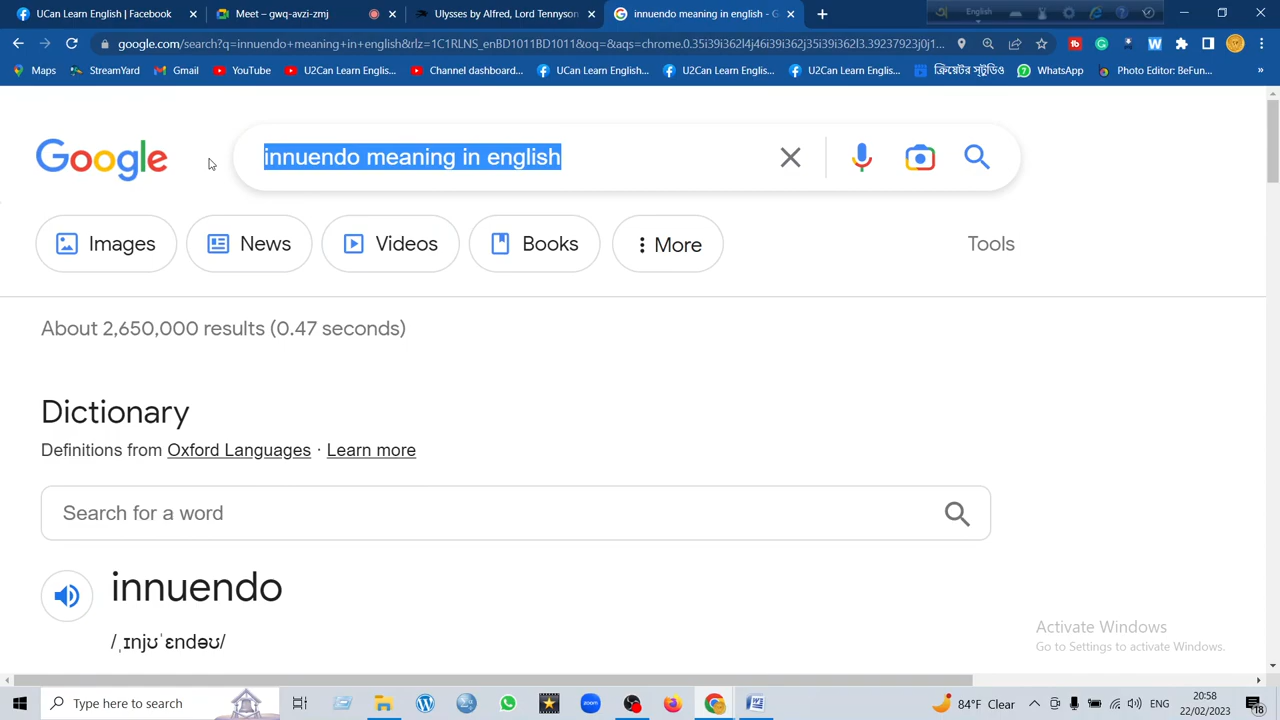 UCan Learn English | Facebook
Meet – gwq-avzi-zmj
Ulysses by Alfred, Lord Tennyson
innuendo meaning in english - G
English
google.com/search?q=innuendo+meaning+in+english&rlz=1C1RLNS_enBD1011BD1011&oq=&aqs=chrome.0.35i39i362l4j46i39i362j35i39i362l3.39237923j0j1...
Maps
StreamYard
Gmail
YouTube
U2Can Learn Englis...
Channel dashboard...
UCan Learn English...
U2Can Learn Englis...
U2Can Learn Englis...
ক্রিয়েটর স্টুডিও
WhatsApp
Photo Editor: BeFun...
»
Google
innuendo meaning in english
Images
News
Videos
Books
More
Tools
About 2,650,000 results (0.47 seconds)
Dictionary
Definitions from Oxford Languages · Learn more
Search for a word
innuendo
/ˌɪnjʊˈɛndəʊ/
Activate Windows
Go to Settings to activate Windows.
Type here to search
zoom
84°F Clear
ENG
20:58
22/02/2023
18